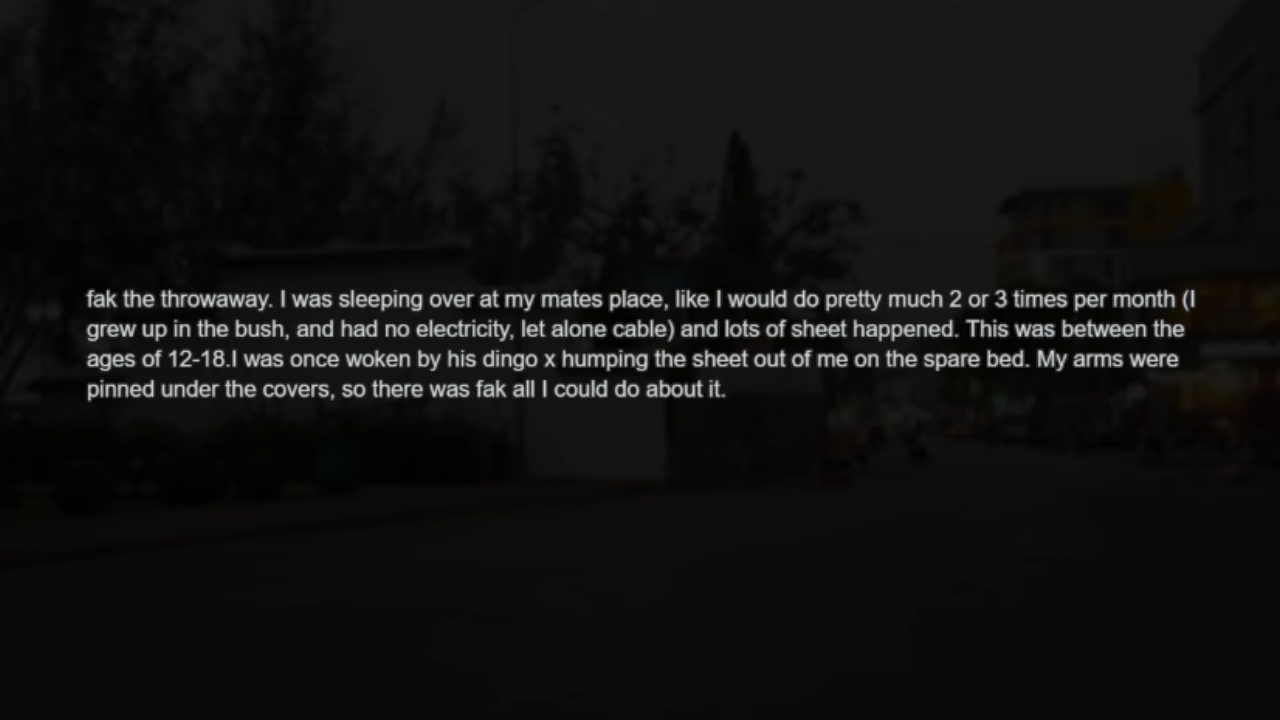 fak the throwaway. I was sleeping over at my mates place, like I would do pretty much 2 or 3 times per month (I
grew up in the bush, and had no electricity, let alone cable) and lots of sheet happened. This was between the
ages of 12-18.I was once woken by his dingo x humping the sheet out of me on the spare bed. My arms were
pinned under the covers, so there was fak all I could do about it.